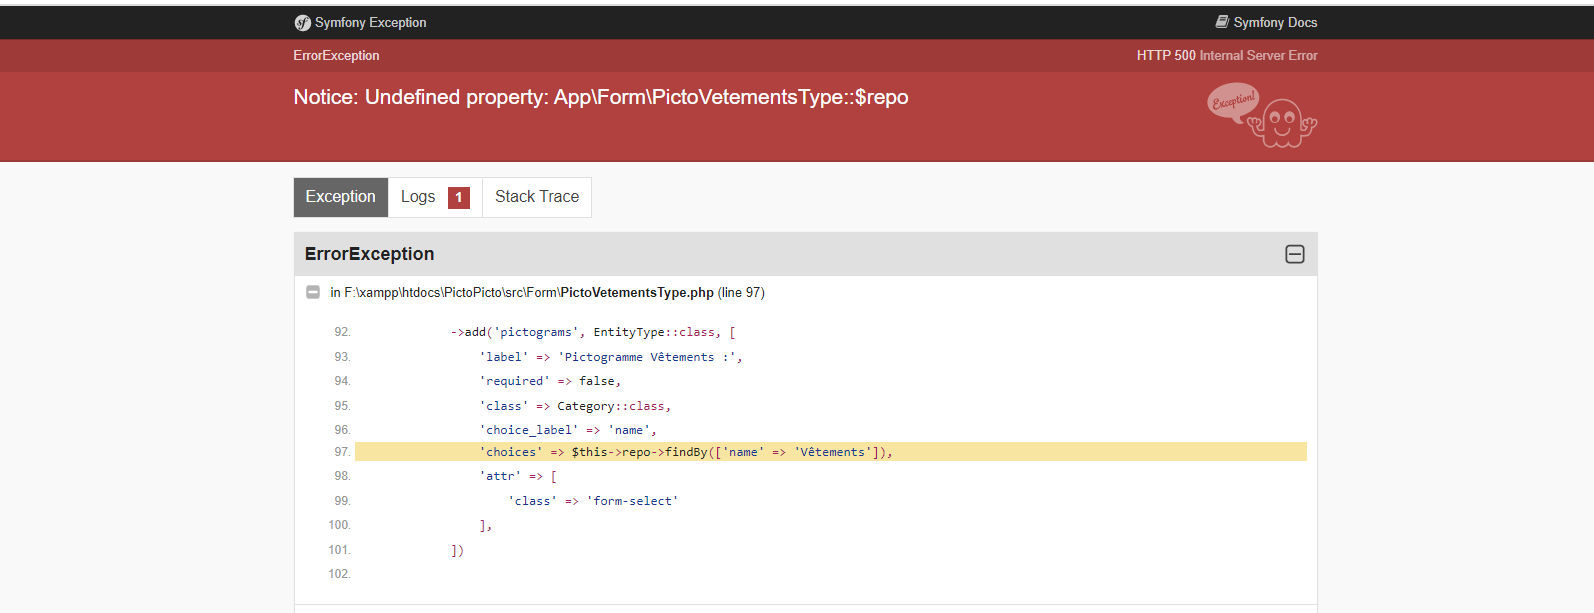 Symfony Exception
Symfony Docs
ErrorException
HTTP 500 Internal Server Error
Notice: Undefined property: App\Form\PictoVetementsType::$repo
Exception!
Exception
Logs 1
Stack Trace
ErrorException
in F:\xampp\htdocs\PictoPicto\src\Form\PictoVetementsType.php (line 97)
92. ->add('pictograms', EntityType::class, [
93. 'label' => 'Pictogramme Vêtements :',
94. 'required' => false,
95. 'class' => Category::class,
96. 'choice_label' => 'name',
97. 'choices' => $this->repo->findBy(['name' => 'Vêtements']),
98. 'attr' => [
99. 'class' => 'form-select'
100. ],
101. ])
102.